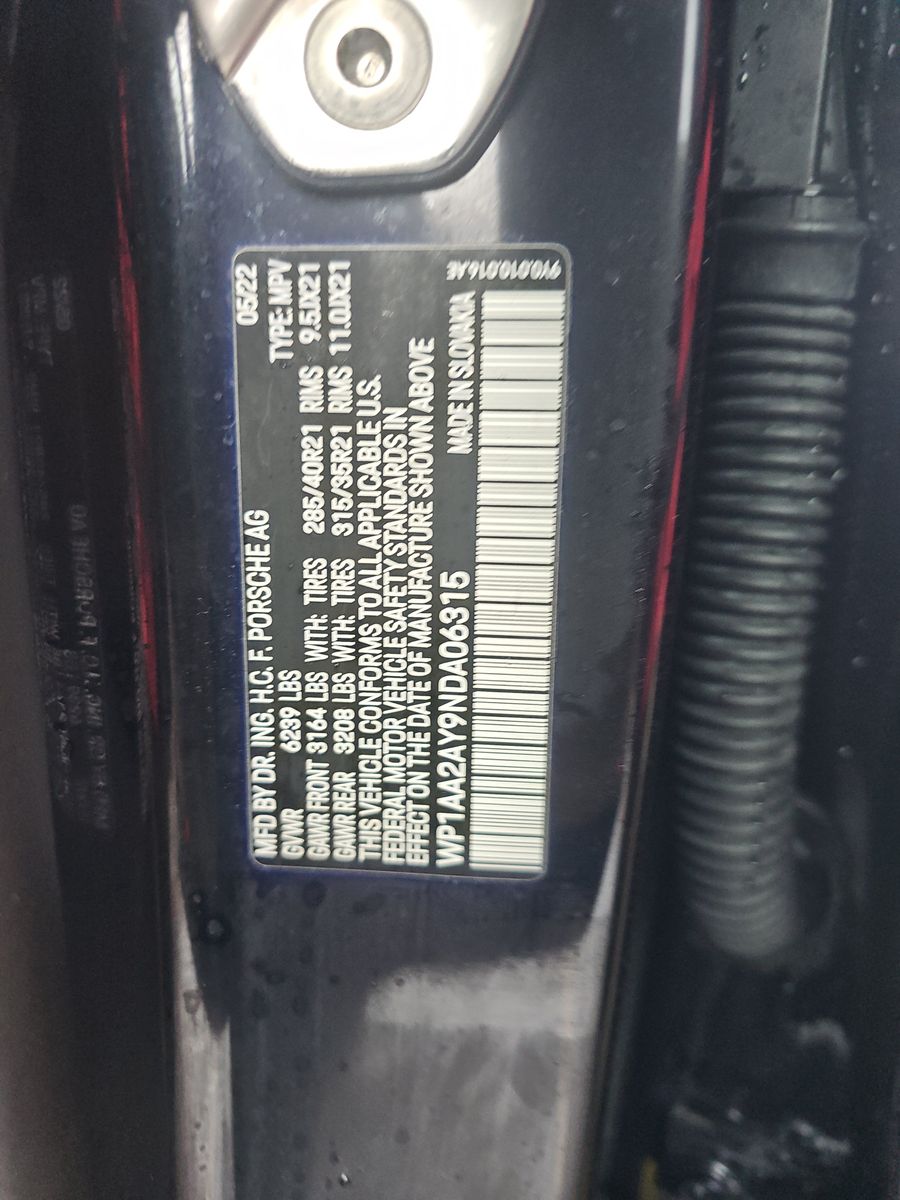 MFD BY DR. ING. H.C. F. PORSCHE AG 05/22
GVWR 6239 LBS TYPE: MPV
GAWR FRONT 3164 LBS WITH: TIRES 285/40R21 RIMS 9.5JX21
GAWR REAR 3208 LBS WITH: TIRES 315/35R21 RIMS 11.0JX21
THIS VEHICLE CONFORMS TO ALL APPLICABLE U.S.
FEDERAL MOTOR VEHICLE SAFETY STANDARDS IN
EFFECT ON THE DATE OF MANUFACTURE SHOWN ABOVE
WP1AA2AY9NDA06315 MADE IN SLOVAKIA
9Y0.010.016.AE